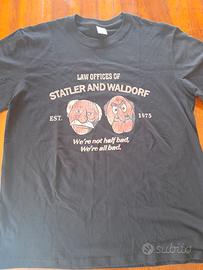 LAW OFFICES OF
STATLER AND WALDORF
EST. 1975
We're not half bad,
We're all bad.
subito